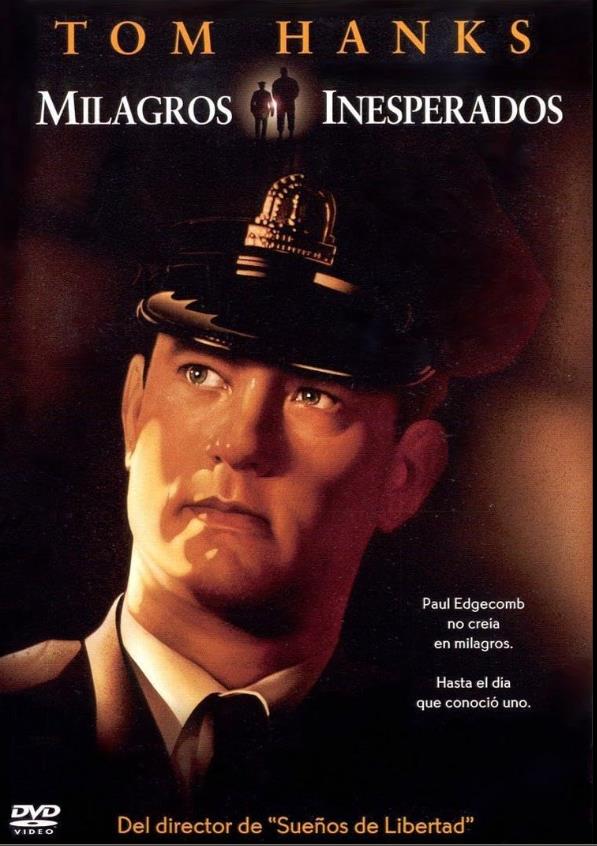 TOM HANKS
MILAGROS INESPERADOS
Paul Edgecomb
no creía
en milagros.
Hasta el día
que conoció uno.
DVD
VIDEO
Del director de "Sueños de Libertad"